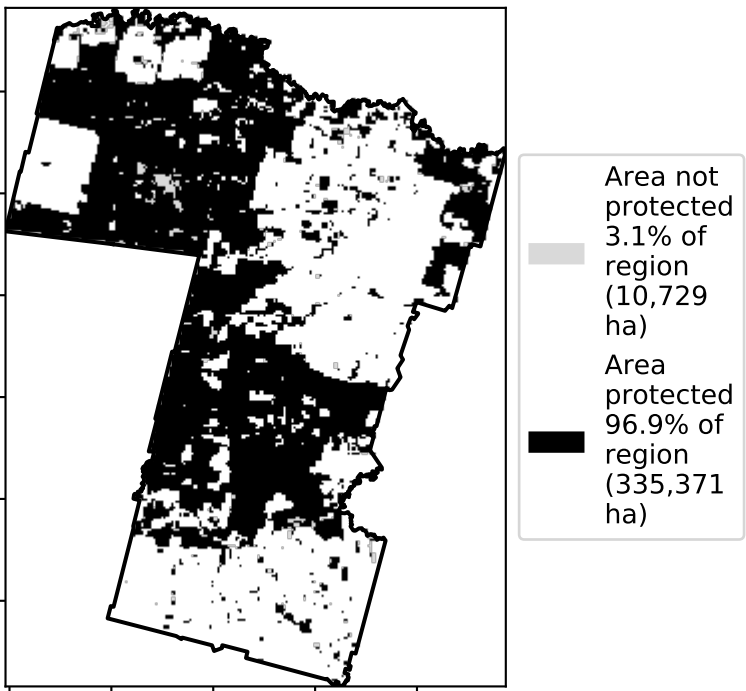 Area not
protected
3.1% of
region
(10,729
ha)
Area
protected
96.9% of
region
(335,371
ha)